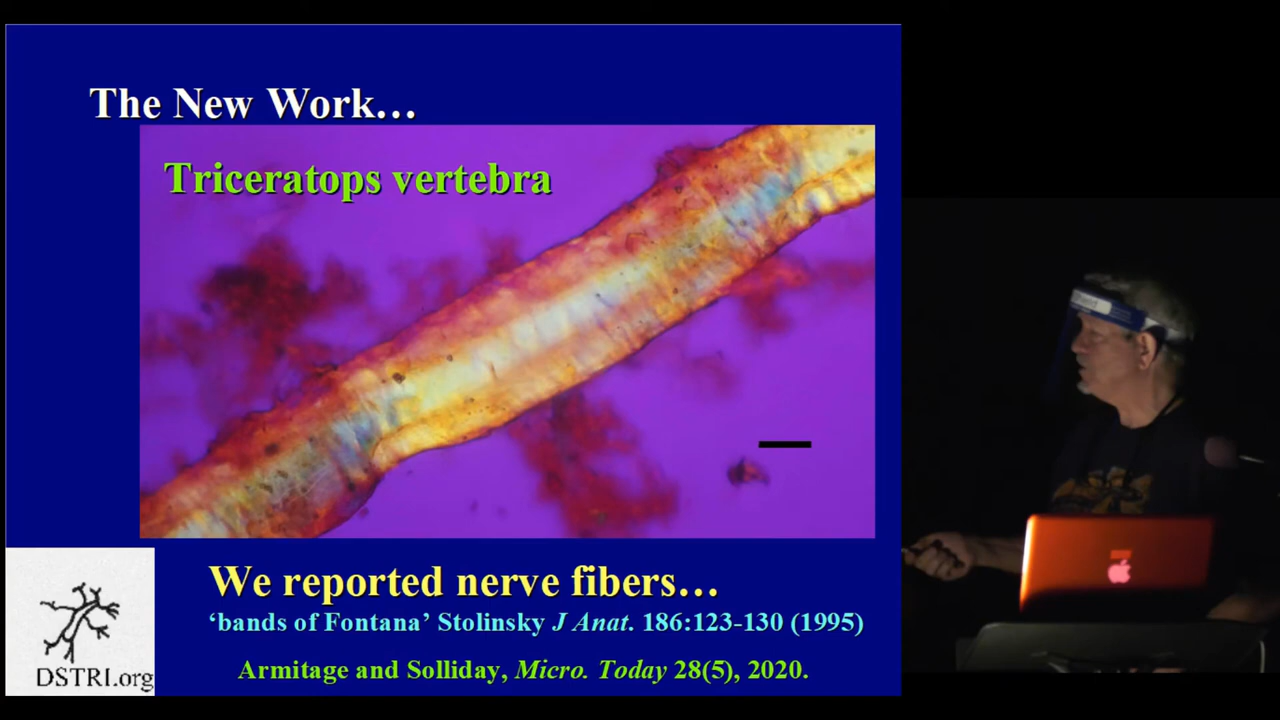 The New Work…
Triceratops vertebra
We reported nerve fibers…
‘bands of Fontana’ Stolinsky J Anat. 186:123-130 (1995)
Armitage and Solliday, Micro. Today 28(5), 2020.
DSTRI.org